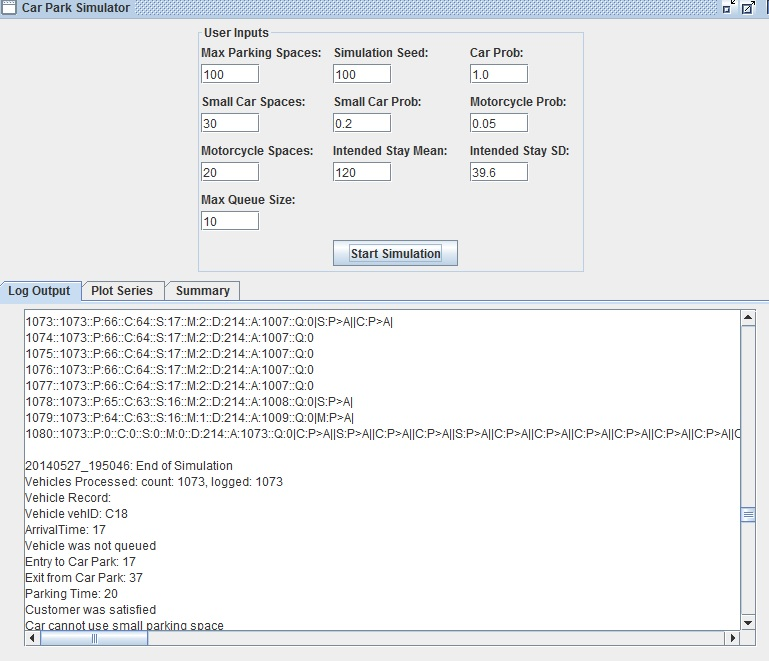 Car Park Simulator
User Inputs
Max Parking Spaces: Simulation Seed: Car Prob:
100 100 1.0
Small Car Spaces: Small Car Prob: Motorcycle Prob:
30 0.2 0.05
Motorcycle Spaces: Intended Stay Mean: Intended Stay SD:
20 120 39.6
Max Queue Size:
10
Start Simulation
Log Output Plot Series Summary
1073::1073::P:66::C:64::S:17::M:2::D:214::A:1007::Q:0|S:P>A||C:P>A|
1074::1073::P:66::C:64::S:17::M:2::D:214::A:1007::Q:0
1075::1073::P:66::C:64::S:17::M:2::D:214::A:1007::Q:0
1076::1073::P:66::C:64::S:17::M:2::D:214::A:1007::Q:0
1077::1073::P:66::C:64::S:17::M:2::D:214::A:1007::Q:0
1078::1073::P:65::C:63::S:16::M:2::D:214::A:1008::Q:0|S:P>A|
1079::1073::P:64::C:63::S:16::M:1::D:214::A:1009::Q:0|M:P>A|
1080::1073::P:0::C:0::S:0::M:0::D:214::A:1073::Q:0|C:P>A||S:P>A||C:P>A||C:P>A||S:P>A||C:P>A||C:P>A||C:P>A||C:P>A||C:P>A||C:P>A||C
20140527_195046: End of Simulation
Vehicles Processed: count: 1073, logged: 1073
Vehicle Record:
Vehicle vehID: C18
ArrivalTime: 17
Vehicle was not queued
Entry to Car Park: 17
Exit from Car Park: 37
Parking Time: 20
Customer was satisfied
Car cannot use small parking space